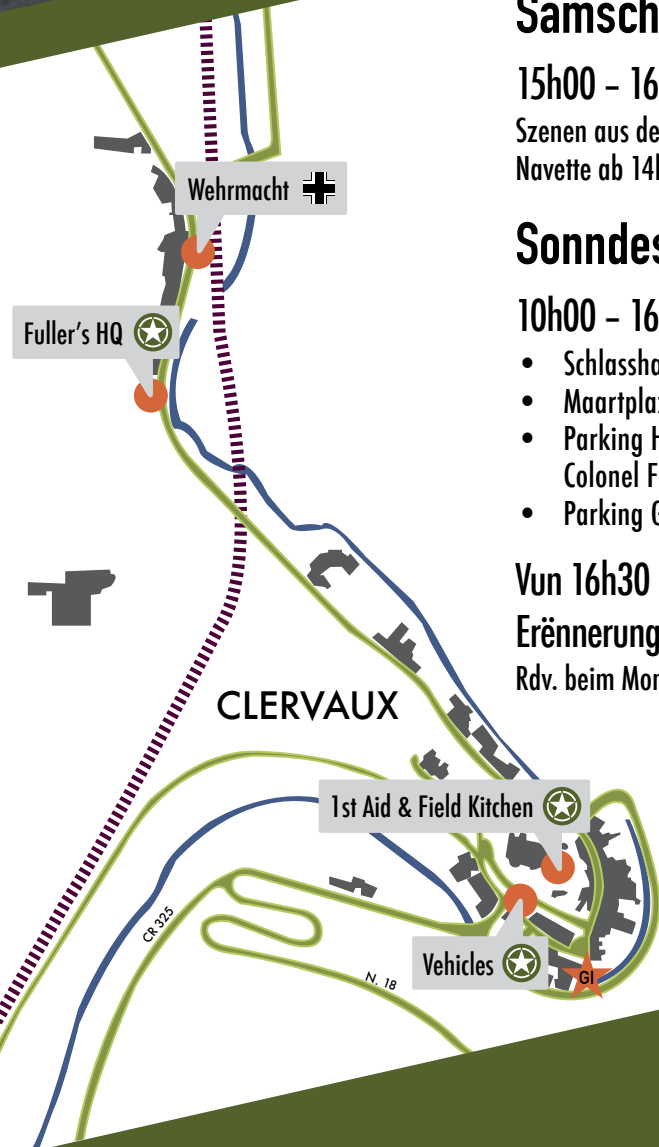 Wehrmacht
Fuller's HQ
CLERVAUX
1st Aid & Field Kitchen
Vehicles
GI
CR 325
N. 18
Samsch
15h00 – 16
Szenen aus de
Navette ab 14h
Sonndes
10h00 – 16
• Schlassha
• Maartpla
• Parking H
Colonel F
• Parking G
Vun 16h30
Erënnerung
Rdv. beim Mon